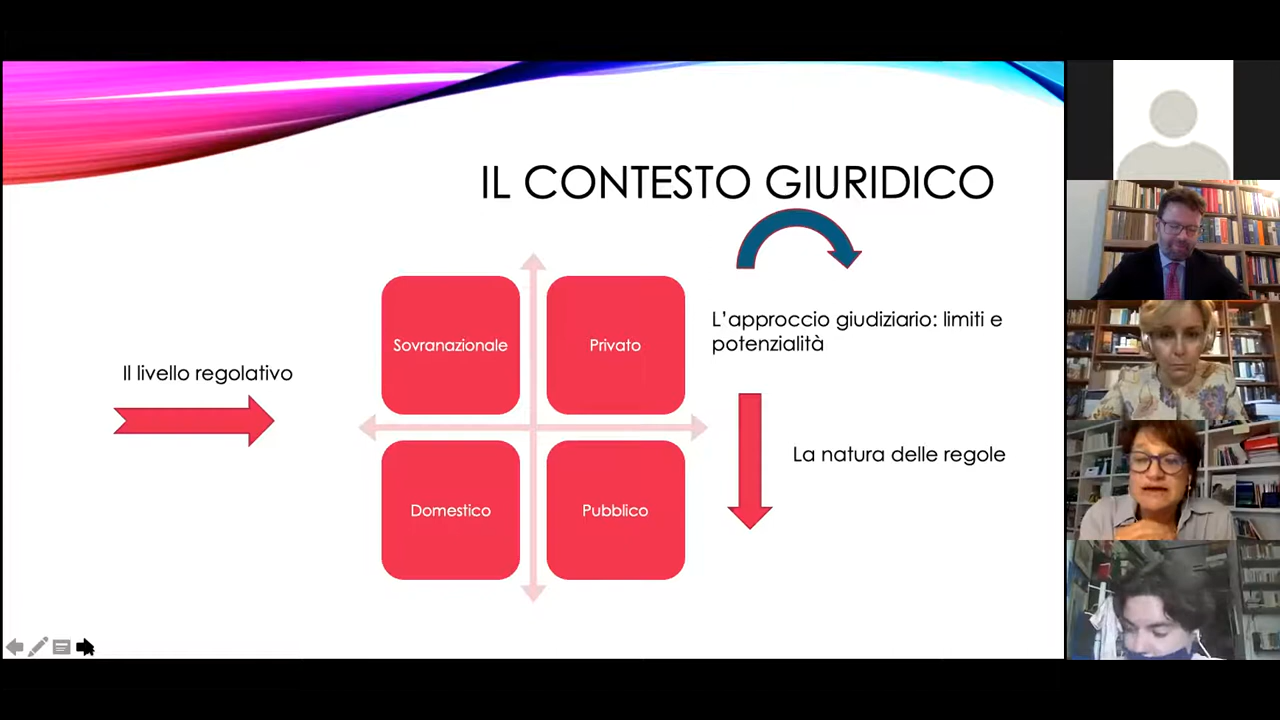 IL CONTESTO GIURIDICO
Sovranazionale
Privato
L’approccio giudiziario: limiti e
potenzialità
Il livello regolativo
La natura delle regole
Domestico
Pubblico